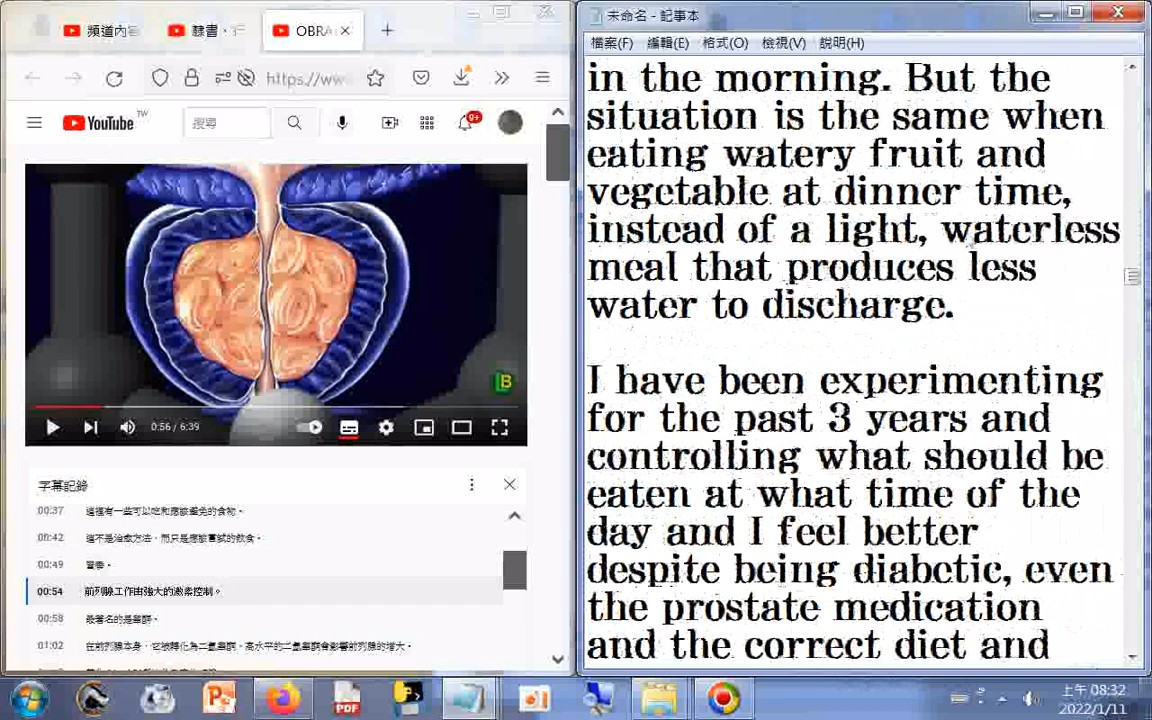 頻道內容
隸書、
OBRA
https://www
YouTube TW
搜尋
9+
B
0:56 / 6:39
字幕記錄
00:37 這裡有一些可以吃和應該避免的食物。
00:42 這不是治療方法，而只是應該嘗試的飲食。
00:49
00:54 前列腺工作由強大的激素控制。
00:58 最著名的是睾酮。
01:02 在前列腺本身，它被轉化為二氫睾酮，高水平的二氫睾酮會影響前列腺的增大。
未命名 - 記事本
檔案(F) 編輯(E) 格式(O) 檢視(V) 說明(H)
in the morning. But the
situation is the same when
eating watery fruit and
vegetable at dinner time,
instead of a light, waterless
meal that produces less
water to discharge.
I have been experimenting
for the past 3 years and
controlling what should be
eaten at what time of the
day and I feel better
despite being diabetic, even
the prostate medication
and the correct diet and
PDF
上午 08:32
2022/1/11